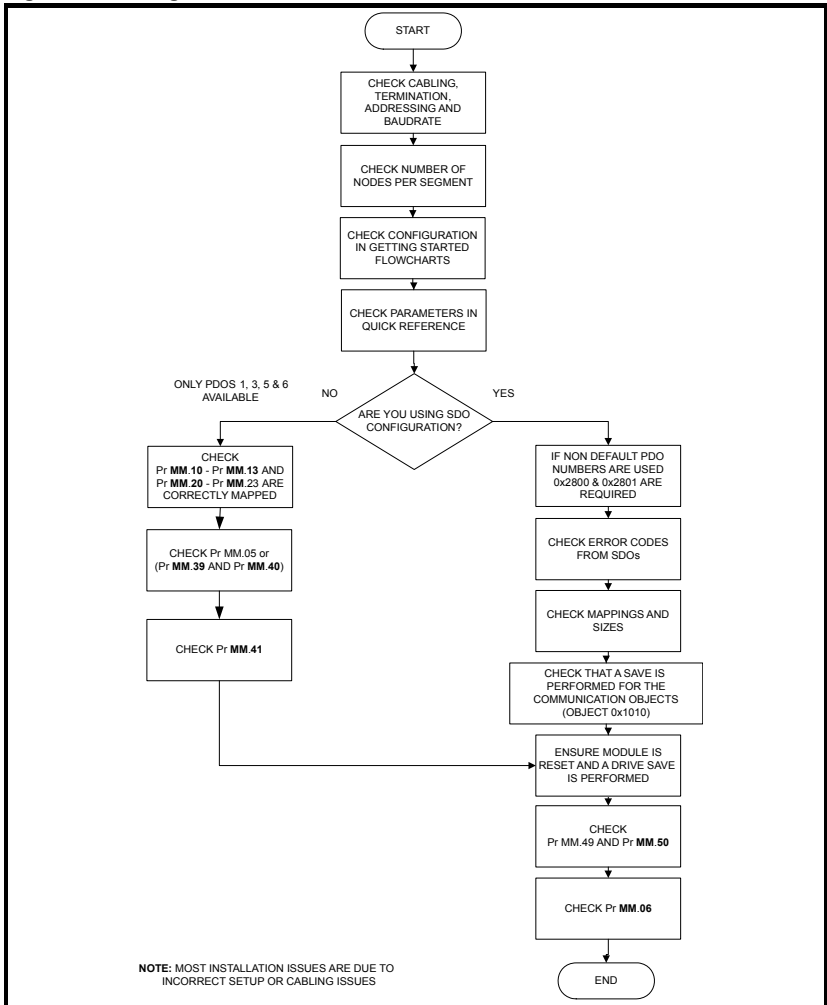 START
CHECK CABLING,
TERMINATION,
ADDRESSING AND
BAUDRATE
CHECK NUMBER OF
NODES PER SEGMENT
CHECK CONFIGURATION
IN GETTING STARTED
FLOWCHARTS
CHECK PARAMETERS IN
QUICK REFERENCE
ARE YOU USING SDO
CONFIGURATION?
NO
YES
ONLY PDOS 1, 3, 5 & 6
AVAILABLE
CHECK
Pr MM.10 - Pr MM.13 AND
Pr MM.20 - Pr MM.23 ARE
CORRECTLY MAPPED
CHECK Pr MM.05 or
(Pr MM.39 AND Pr MM.40)
CHECK Pr MM.41
IF NON DEFAULT PDO
NUMBERS ARE USED
0x2800 & 0x2801 ARE
REQUIRED
CHECK ERROR CODES
FROM SDOs
CHECK MAPPINGS AND
SIZES
CHECK THAT A SAVE IS
PERFORMED FOR THE
COMMUNICATION OBJECTS
(OBJECT 0x1010)
ENSURE MODULE IS
RESET AND A DRIVE SAVE
IS PERFORMED
CHECK
Pr MM.49 AND Pr MM.50
CHECK Pr MM.06
END
NOTE: MOST INSTALLATION ISSUES ARE DUE TO
INCORRECT SETUP OR CABLING ISSUES